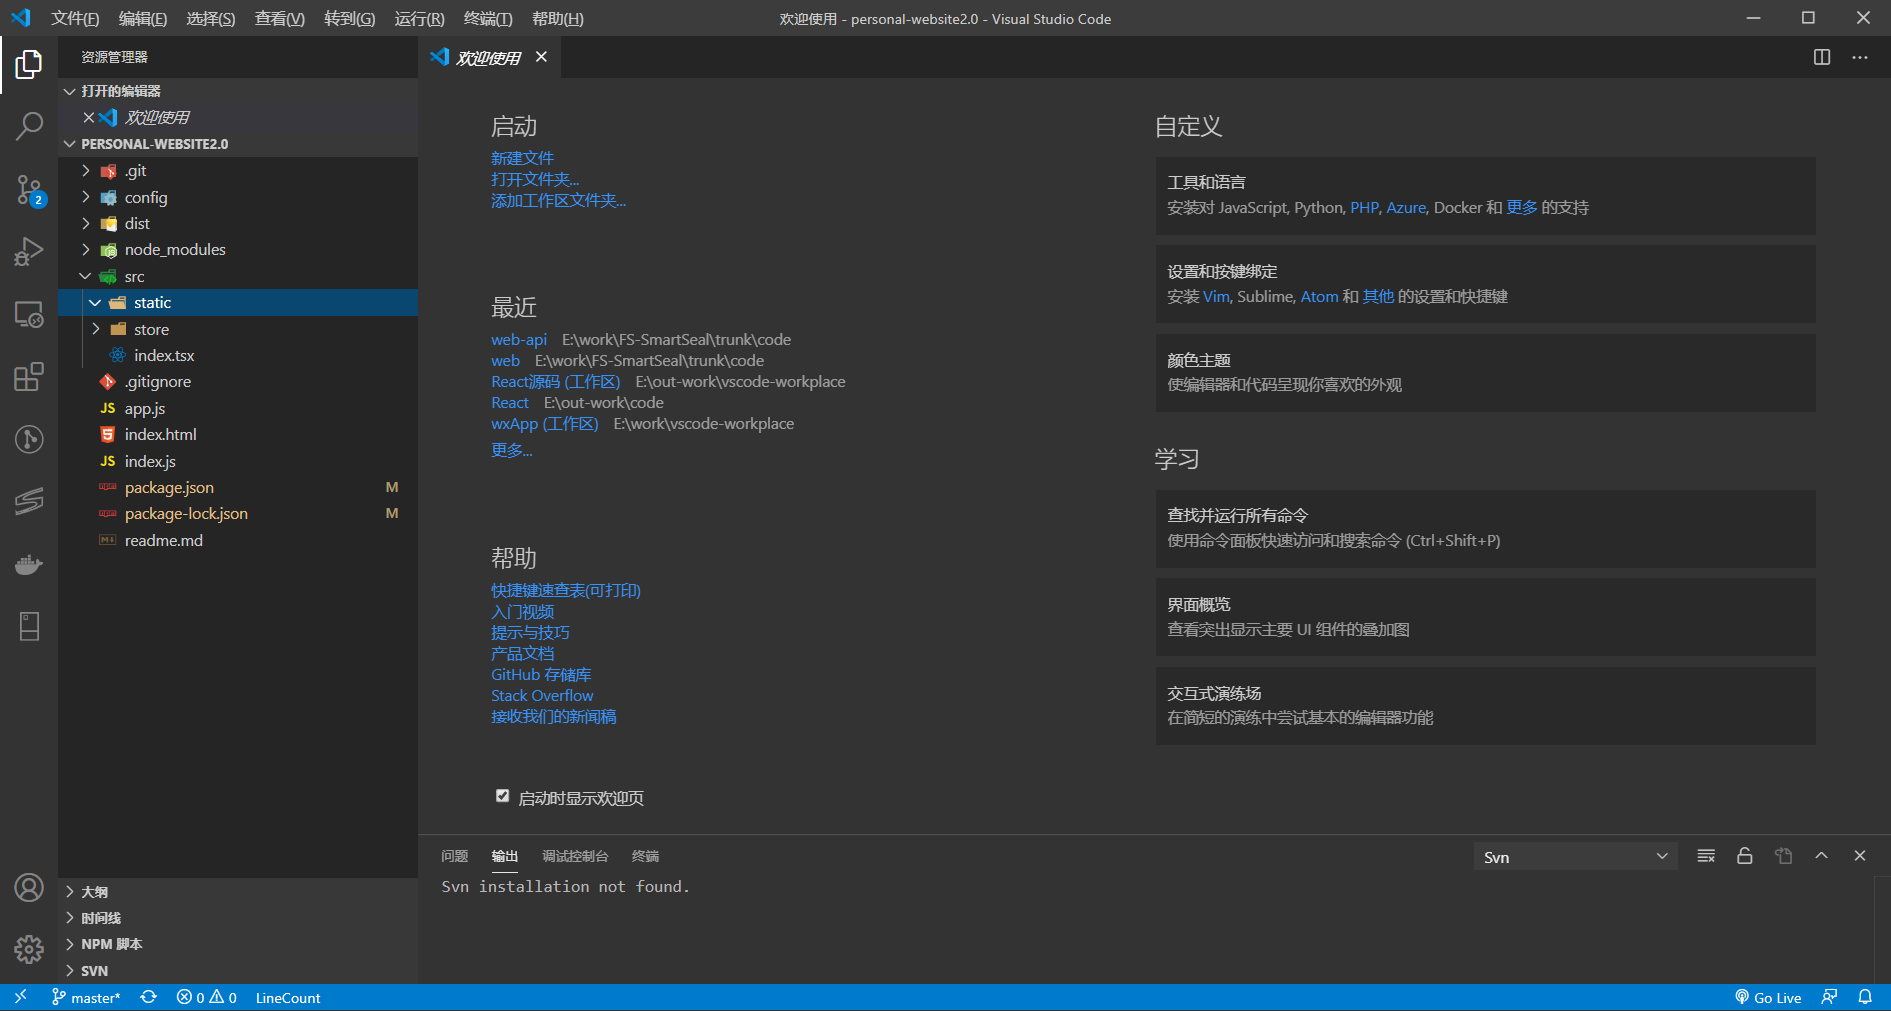 文件(F) 编辑(E) 选择(S) 查看(V) 转到(G) 运行(R) 终端(T) 帮助(H) 欢迎使用 - personal-website2.0 - Visual Studio Code
资源管理器
打开的编辑器
欢迎使用
PERSONAL-WEBSITE2.0
.git
config
dist
node_modules
src
static
store
index.tsx
.gitignore
JS app.js
index.html
JS index.js
package.json M
package-lock.json M
readme.md
大纲
时间线
NPM 脚本
SVN
2
欢迎使用
启动
新建文件
打开文件夹...
添加工作区文件夹...
最近
web-api E:\work\FS-SmartSeal\trunk\code
web E:\work\FS-SmartSeal\trunk\code
React源码 (工作区) E:\out-work\vscode-workplace
React E:\out-work\code
wxApp (工作区) E:\work\vscode-workplace
更多...
帮助
快捷键速查表(可打印)
入门视频
提示与技巧
产品文档
GitHub 存储库
Stack Overflow
接收我们的新闻稿
启动时显示欢迎页
自定义
工具和语言
安装对 JavaScript, Python, PHP, Azure, Docker 和 更多 的支持
设置和按键绑定
安装 Vim, Sublime, Atom 和 其他 的设置和快捷键
颜色主题
使编辑器和代码呈现你喜欢的外观
学习
查找并运行所有命令
使用命令面板快速访问和搜索命令 (Ctrl+Shift+P)
界面概览
查看突出显示主要 UI 组件的叠加图
交互式演练场
在简短的演练中尝试基本的编辑器功能
问题 输出 调试控制台 终端 Svn
Svn installation not found.
master* 0 0 LineCount Go Live